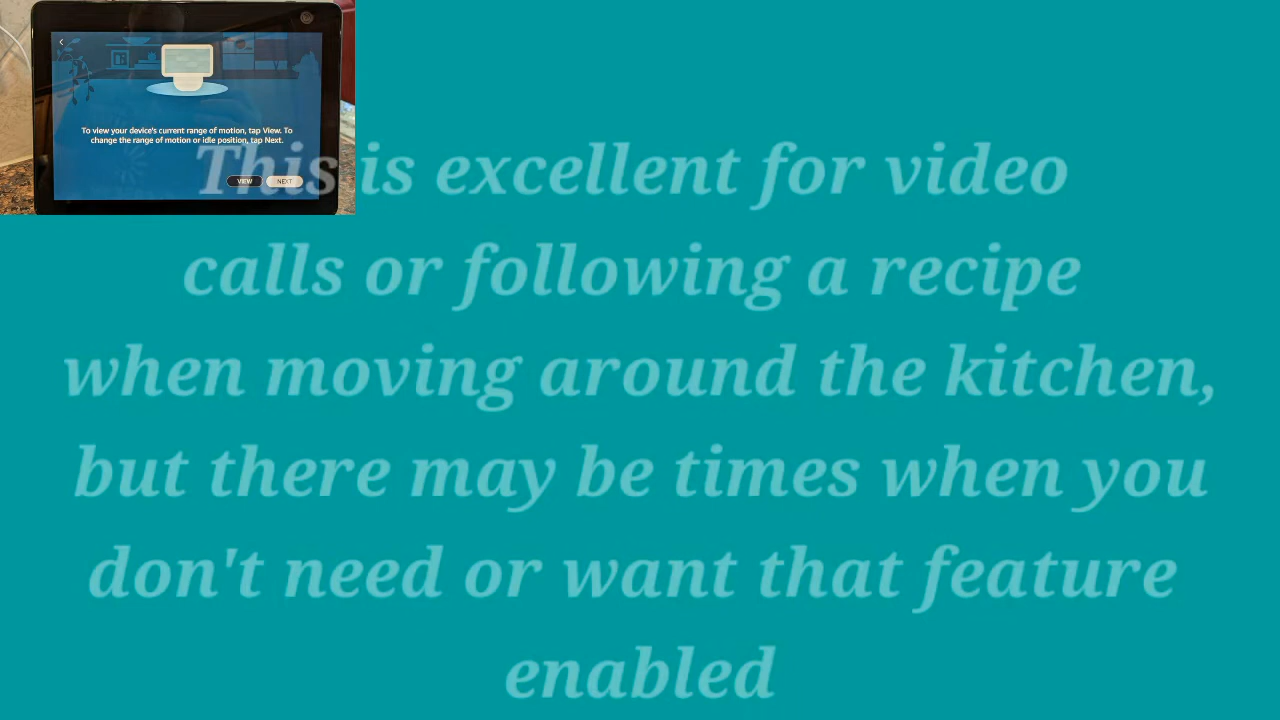 To view your device's current range of motion, tap View. To
change the range of motion or idle position, tap Next.
VIEW NEXT
This is excellent for video
calls or following a recipe
when moving around the kitchen,
but there may be times when you
don't need or want that feature
enabled